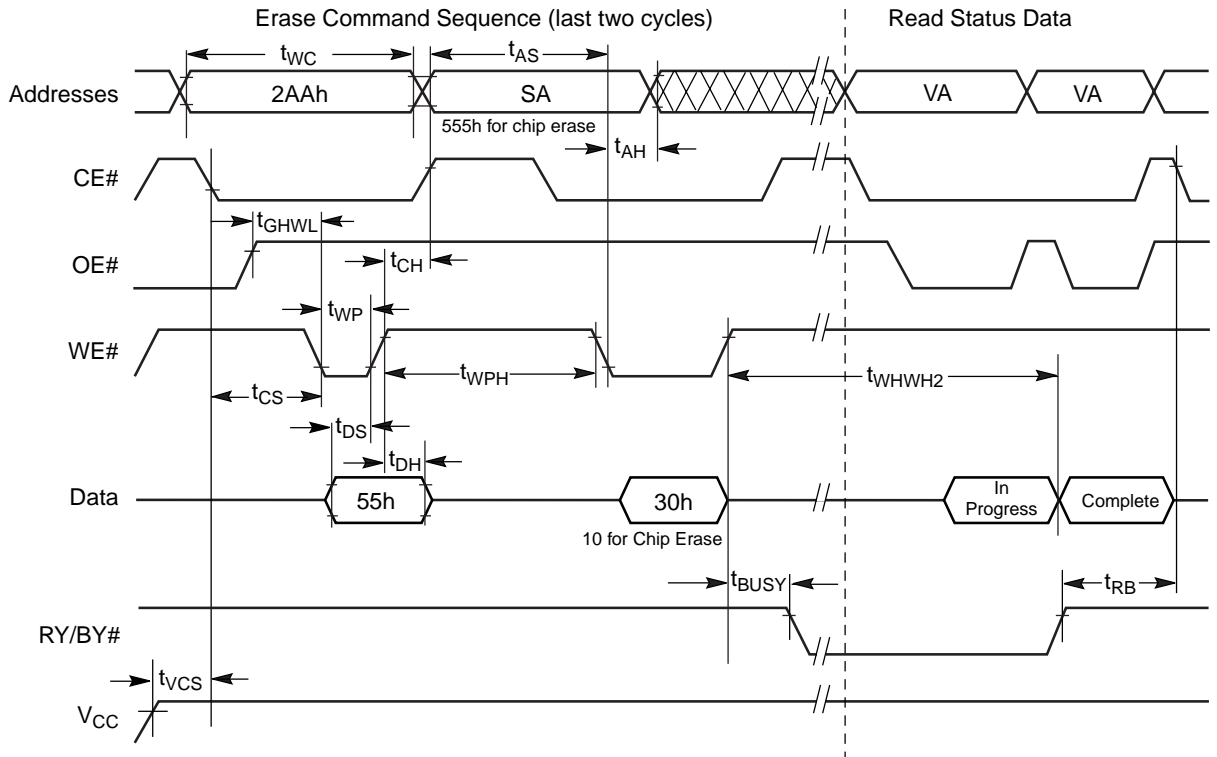 Erase Command Sequence (last two cycles)
Read Status Data
tWC
tAS
Addresses
2AAh
SA
VA
VA
555h for chip erase
tAH
CE#
tGHWL
OE#
tCH
tWP
WE#
tWPH
tWHWH2
tCS
tDS
tDH
Data
55h
30h
In
Progress
Complete
10 for Chip Erase
tBUSY
tRB
RY/BY#
tVCS
VCC